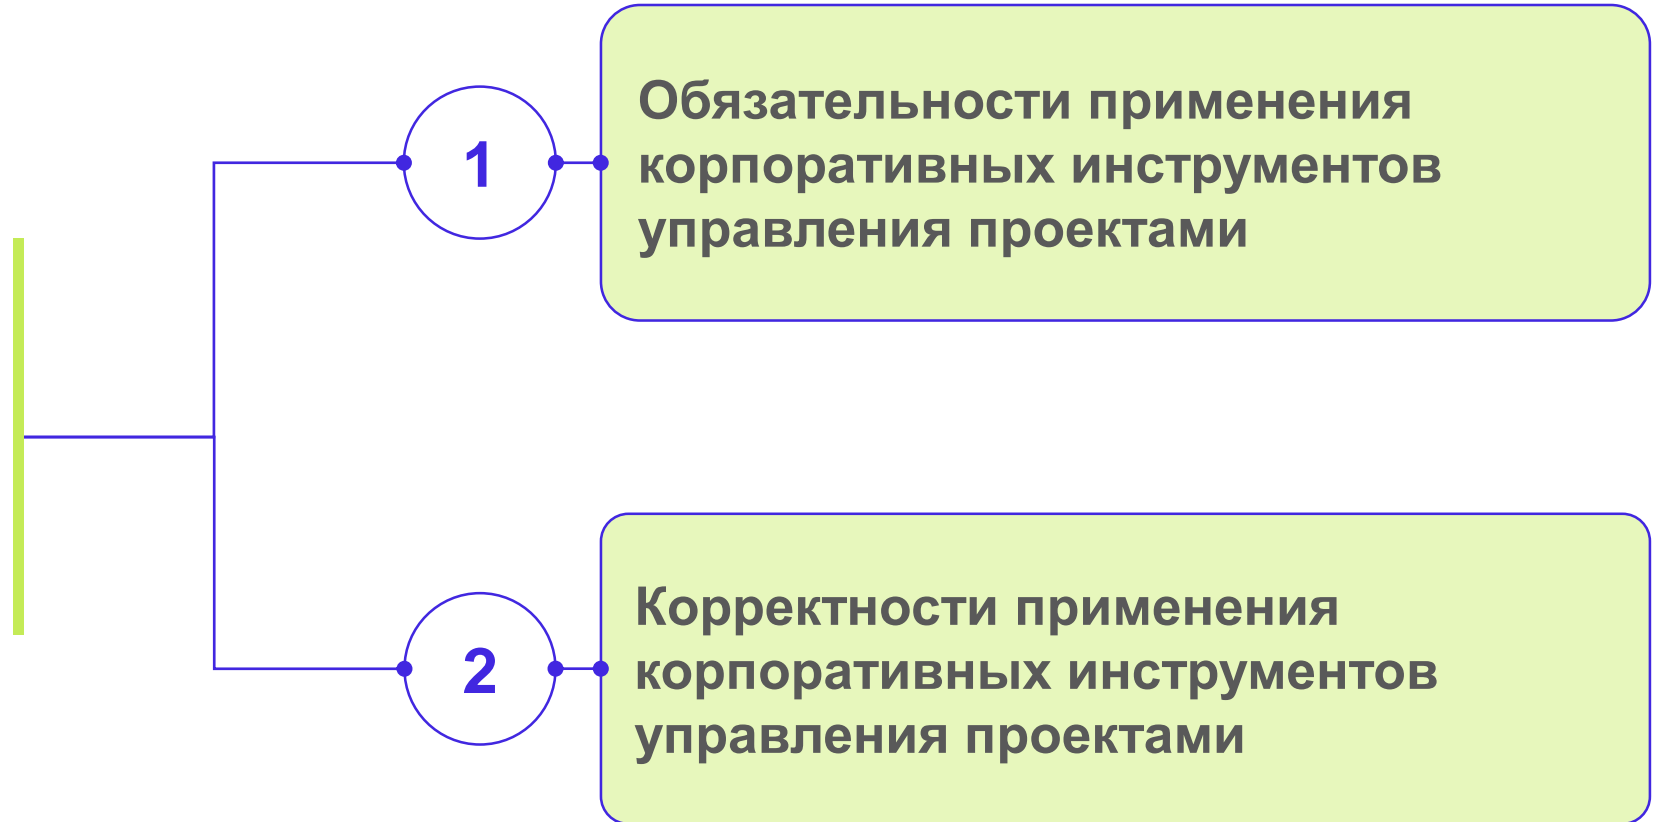 1
Обязательности применения
корпоративных инструментов
управления проектами
2
Корректности применения
корпоративных инструментов
управления проектами